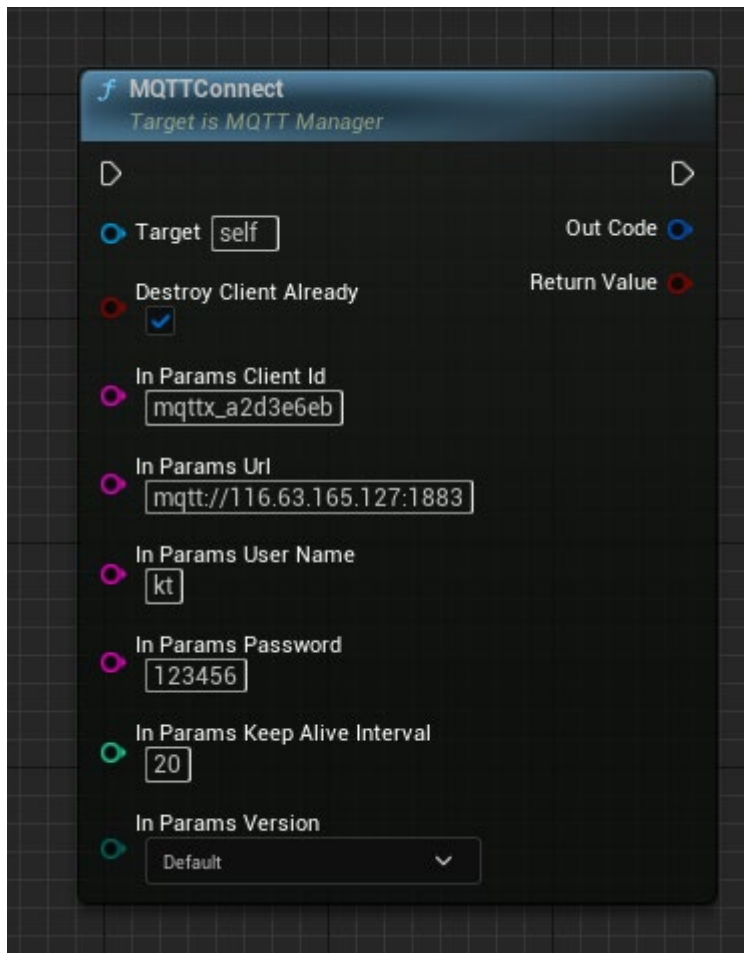 MQTTConnect
Target is MQTT Manager
Target self
Out Code
Destroy Client Already
Return Value
In Params Client Id
mqttx_a2d3e6eb
In Params Url
mqtt://116.63.165.127:1883
In Params User Name
kt
In Params Password
123456
In Params Keep Alive Interval
20
In Params Version
Default